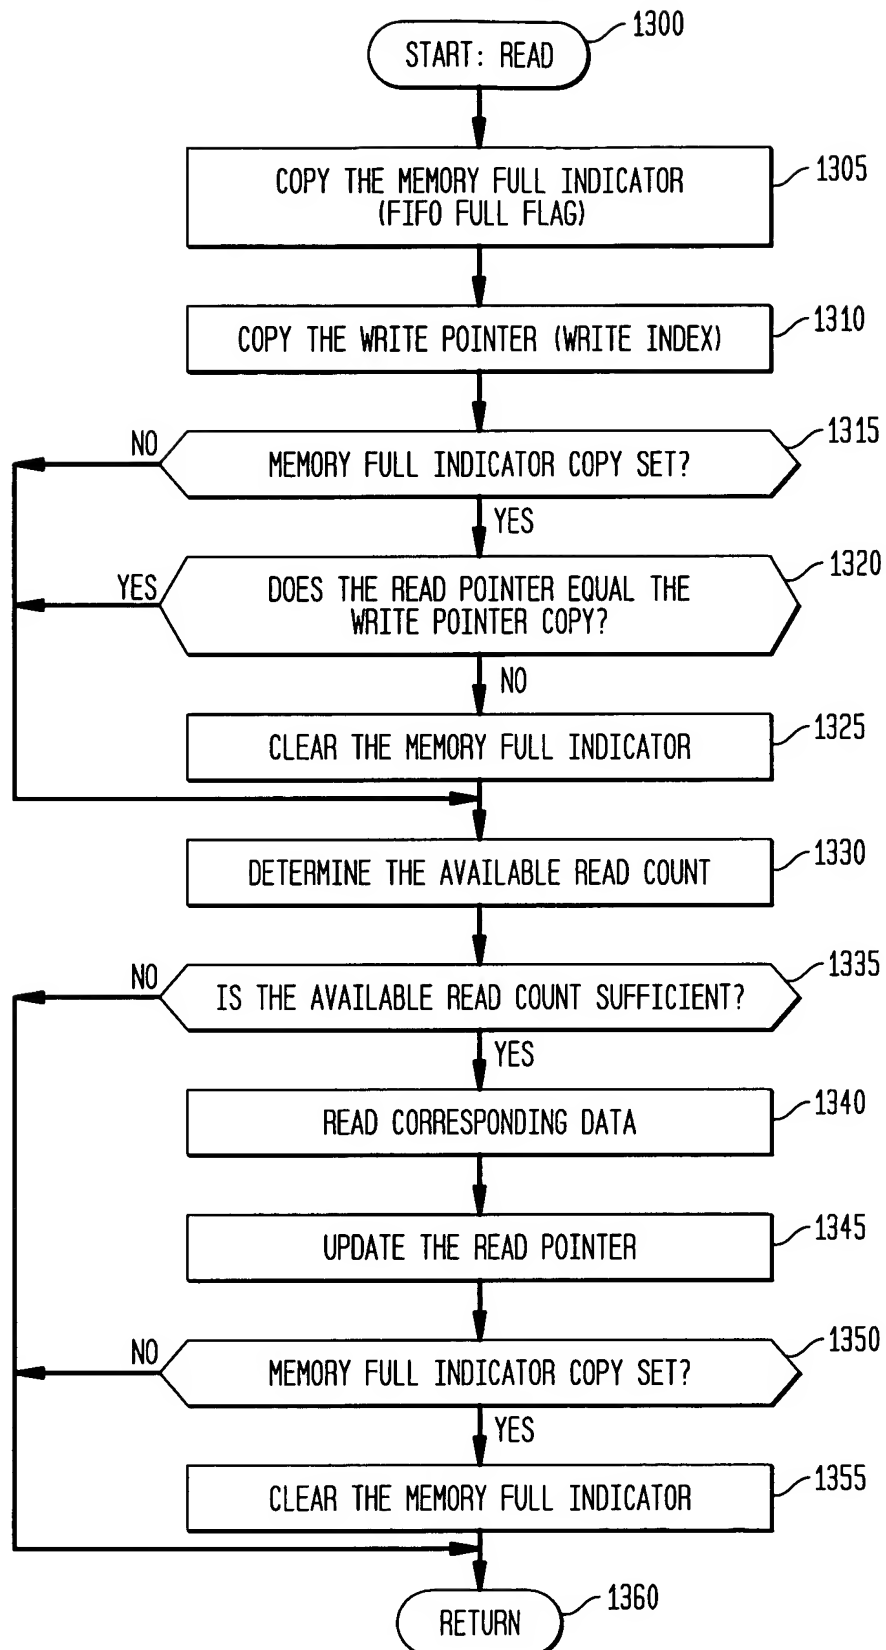 1300
START: READ
1305
COPY THE MEMORY FULL INDICATOR
(FIFO FULL FLAG)
1310
COPY THE WRITE POINTER (WRITE INDEX)
1315
NO
MEMORY FULL INDICATOR COPY SET?
YES
1320
YES
DOES THE READ POINTER EQUAL THE
WRITE POINTER COPY?
NO
1325
CLEAR THE MEMORY FULL INDICATOR
1330
DETERMINE THE AVAILABLE READ COUNT
1335
NO
IS THE AVAILABLE READ COUNT SUFFICIENT?
YES
1340
READ CORRESPONDING DATA
1345
UPDATE THE READ POINTER
1350
NO
MEMORY FULL INDICATOR COPY SET?
YES
1355
CLEAR THE MEMORY FULL INDICATOR
1360
RETURN